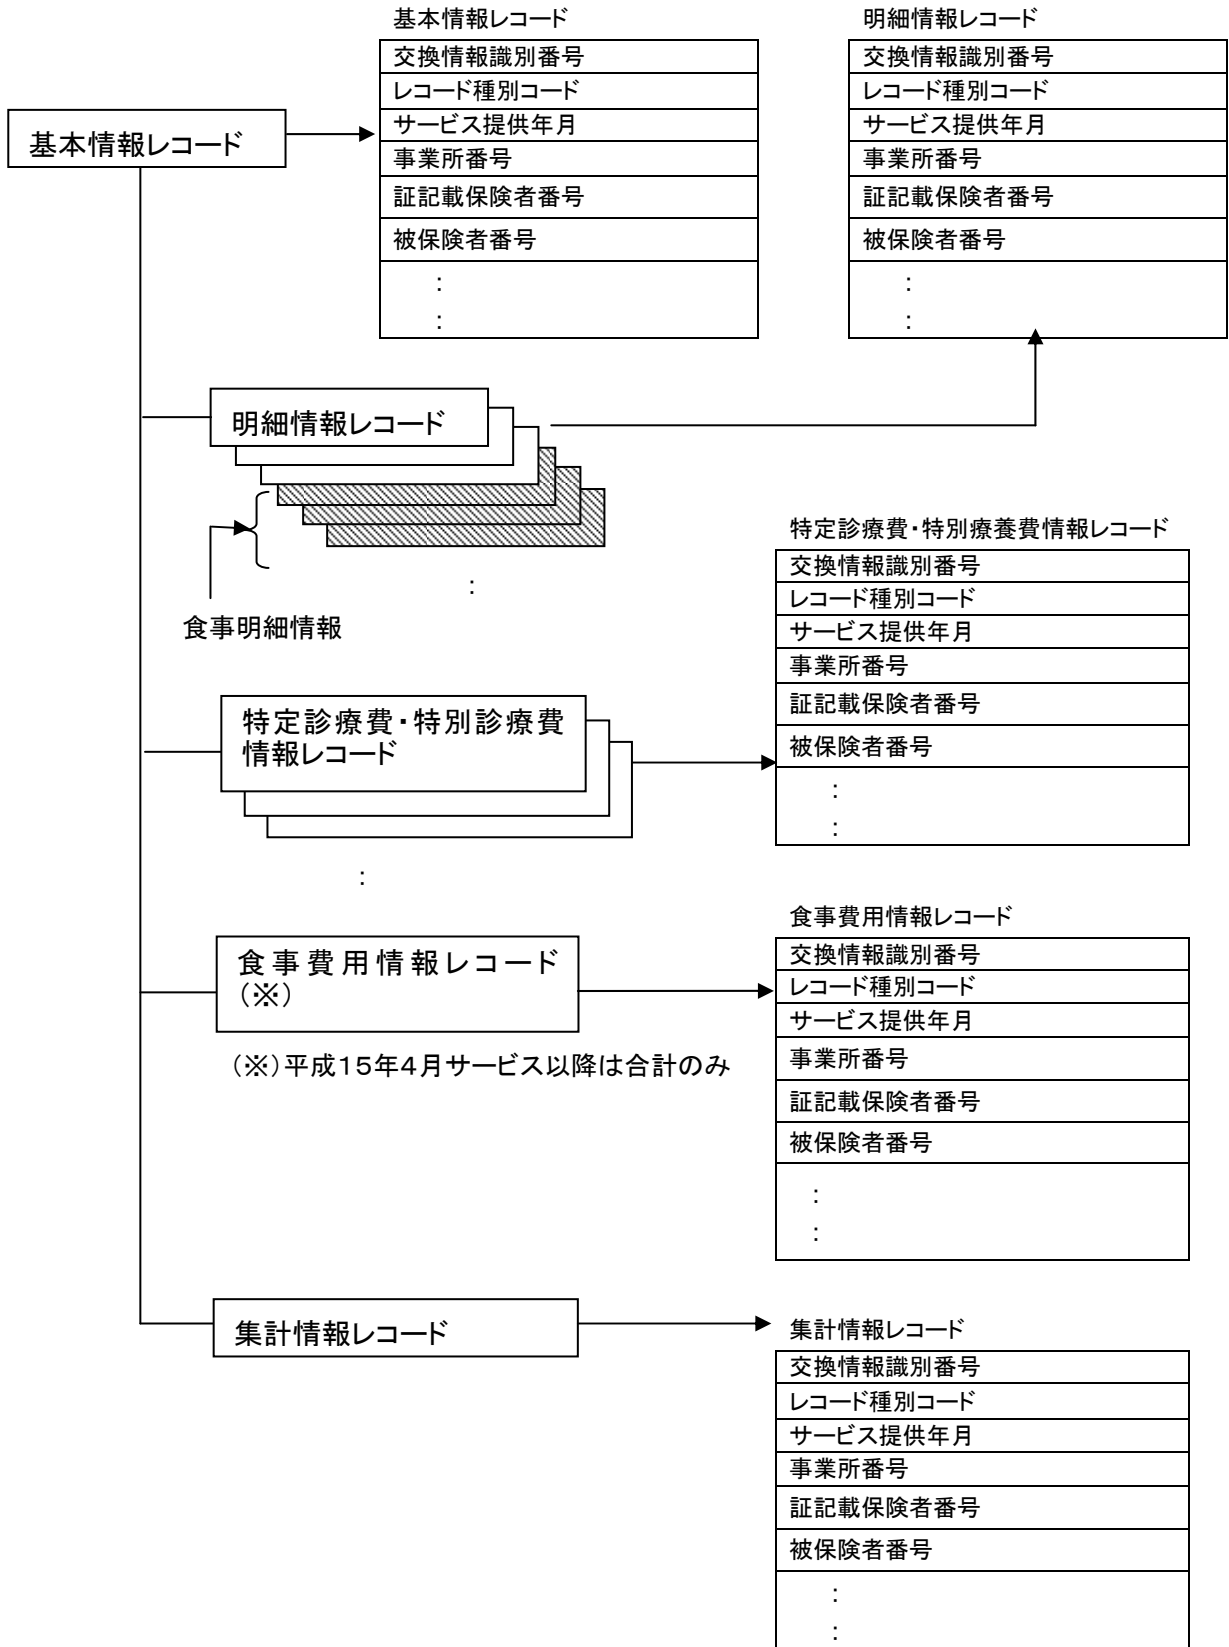 基本情報レコード
交換情報識別番号
レコード種別コード
サービス提供年月
事業所番号
証記載保険者番号
被保険者番号
:
:
明細情報レコード
交換情報識別番号
レコード種別コード
サービス提供年月
事業所番号
証記載保険者番号
被保険者番号
:
:
基本情報レコード
明細情報レコード
:
食事明細情報
特定診療費・特別療養費情報レコード
交換情報識別番号
レコード種別コード
サービス提供年月
事業所番号
証記載保険者番号
被保険者番号
:
:
特定診療費・特別診療費
情報レコード
:
食事費用情報レコード
交換情報識別番号
レコード種別コード
サービス提供年月
事業所番号
証記載保険者番号
被保険者番号
:
:
食事費用情報レコード
(※)
(※)平成15年4月サービス以降は合計のみ
集計情報レコード
集計情報レコード
交換情報識別番号
レコード種別コード
サービス提供年月
事業所番号
証記載保険者番号
被保険者番号
:
: